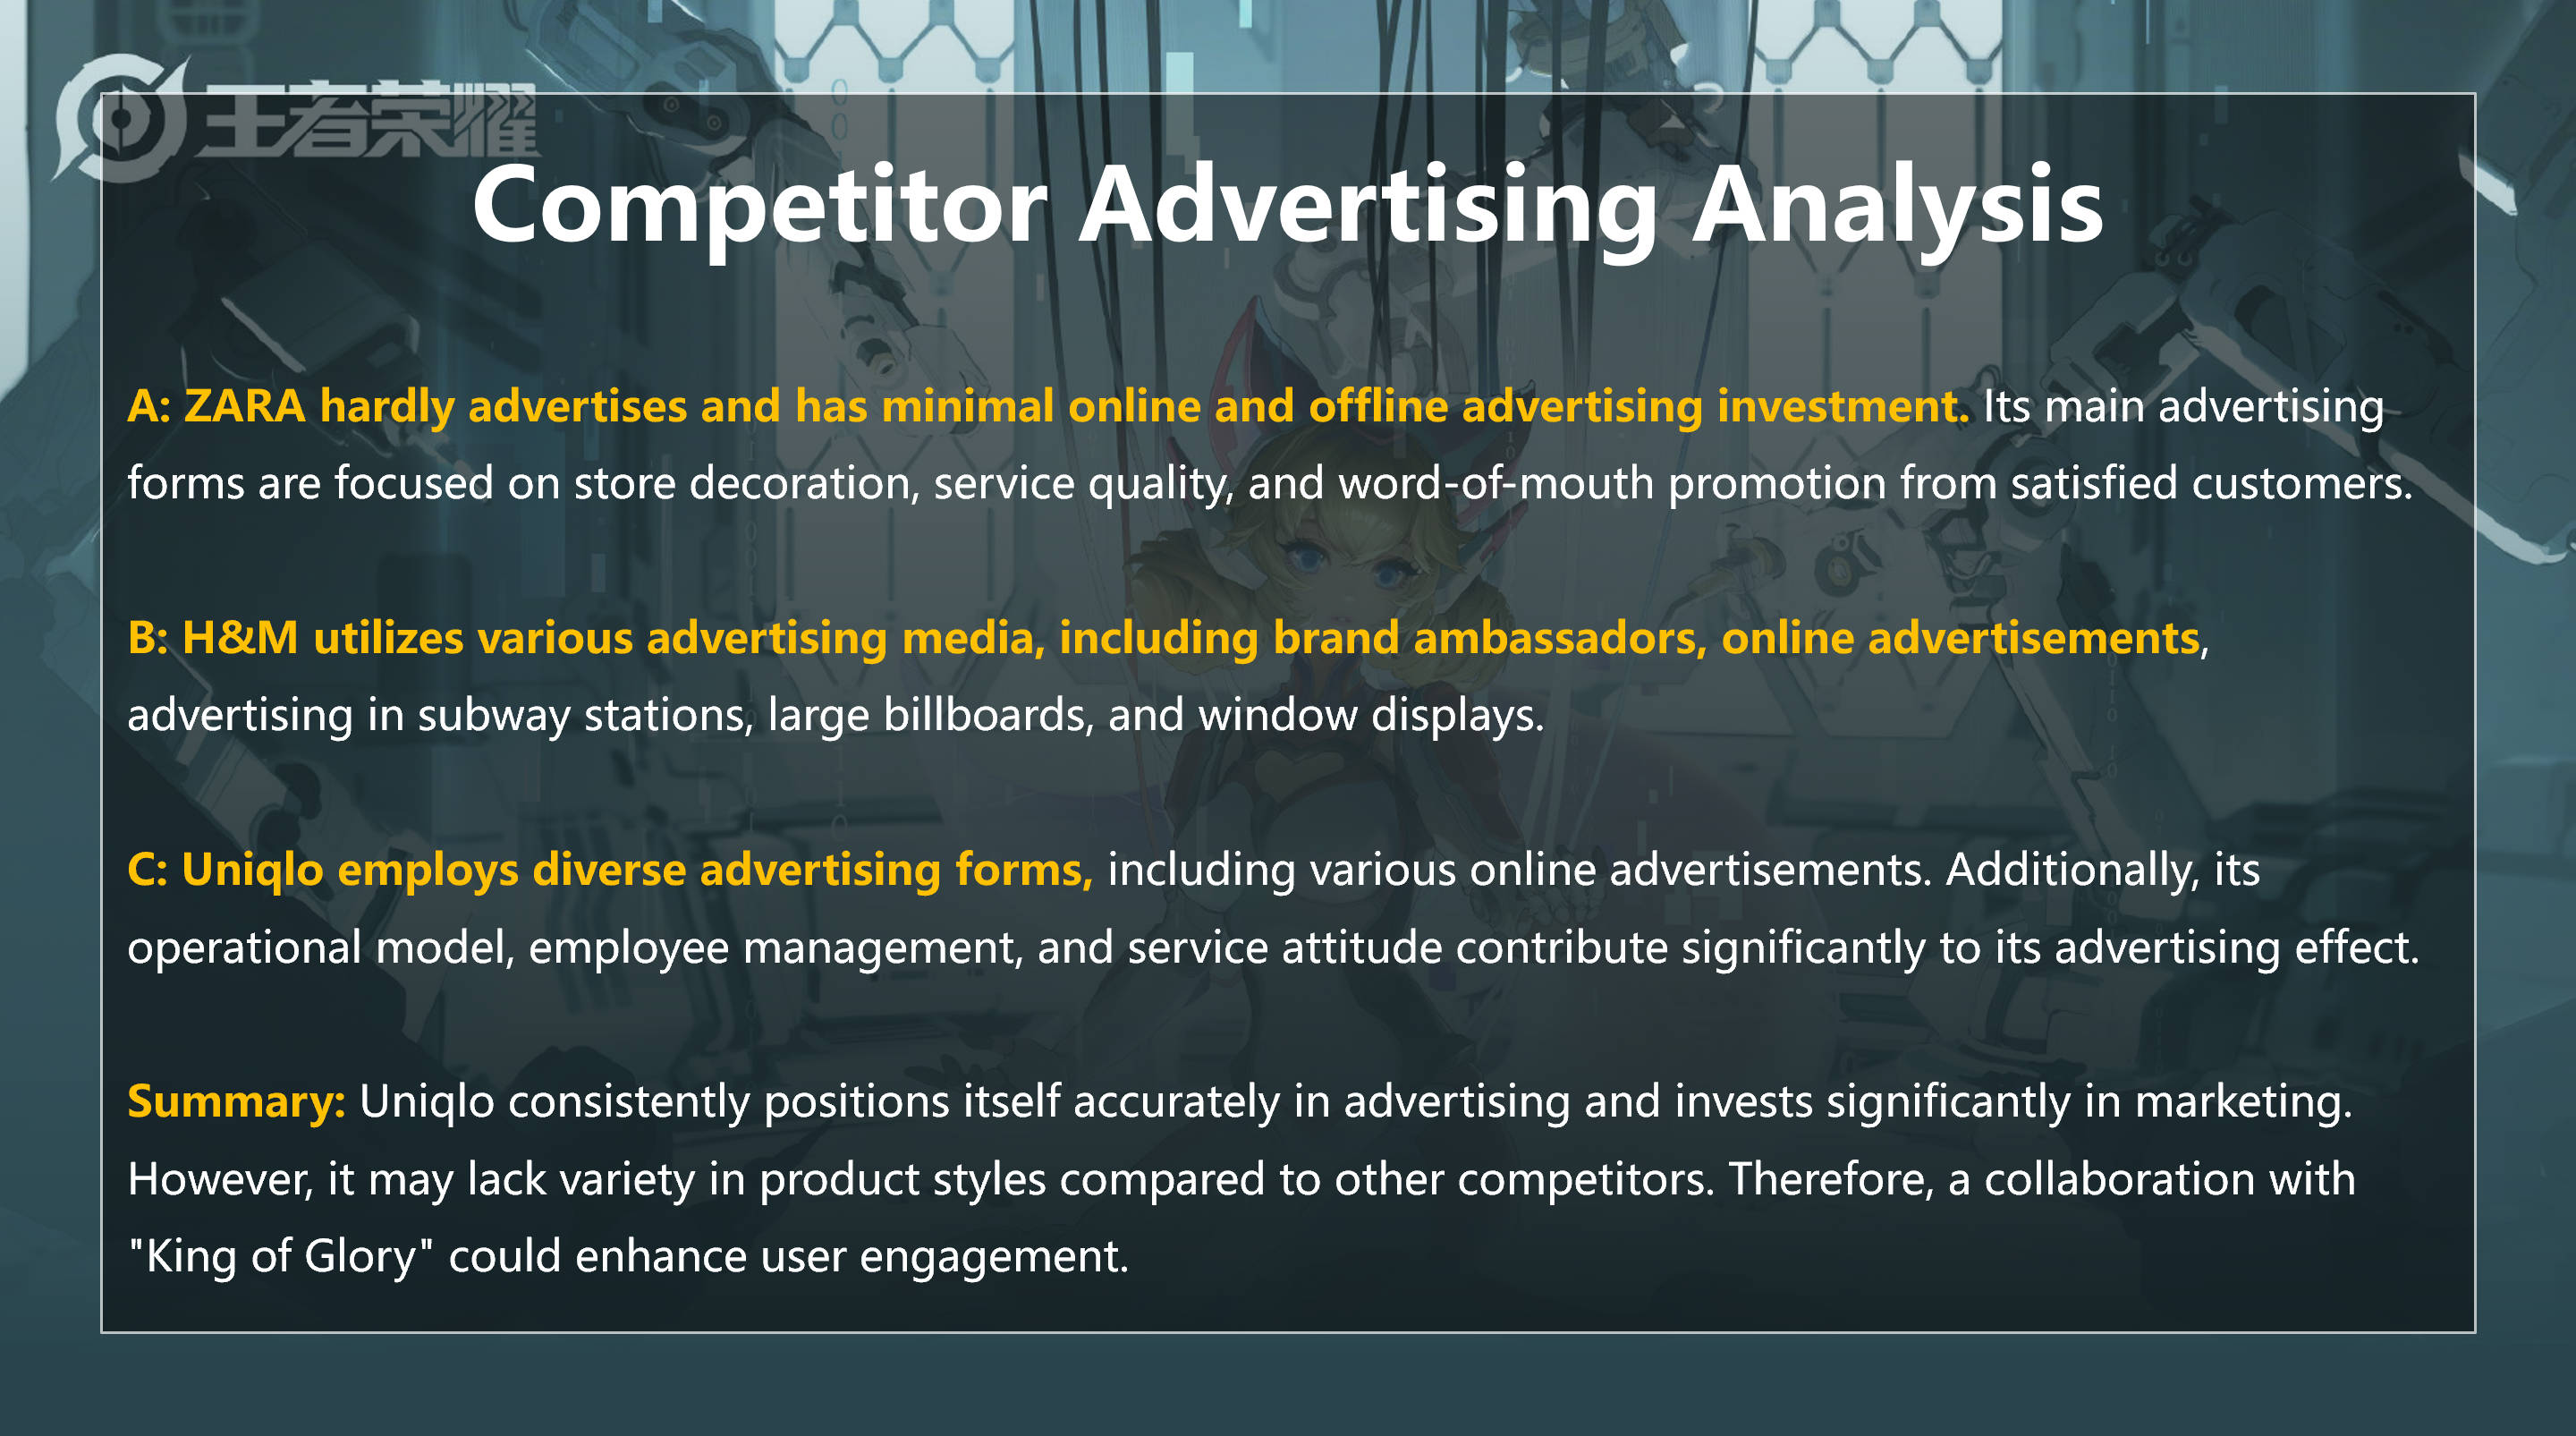 王者荣耀
Competitor Advertising Analysis
A: ZARA hardly advertises and has minimal online and offline advertising investment. Its main advertising
forms are focused on store decoration, service quality, and word-of-mouth promotion from satisfied customers.
B: H&M utilizes various advertising media, including brand ambassadors, online advertisements,
advertising in subway stations, large billboards, and window displays.
C: Uniqlo employs diverse advertising forms, including various online advertisements. Additionally, its
operational model, employee management, and service attitude contribute significantly to its advertising effect.
Summary: Uniqlo consistently positions itself accurately in advertising and invests significantly in marketing.
However, it may lack variety in product styles compared to other competitors. Therefore, a collaboration with
"King of Glory" could enhance user engagement.